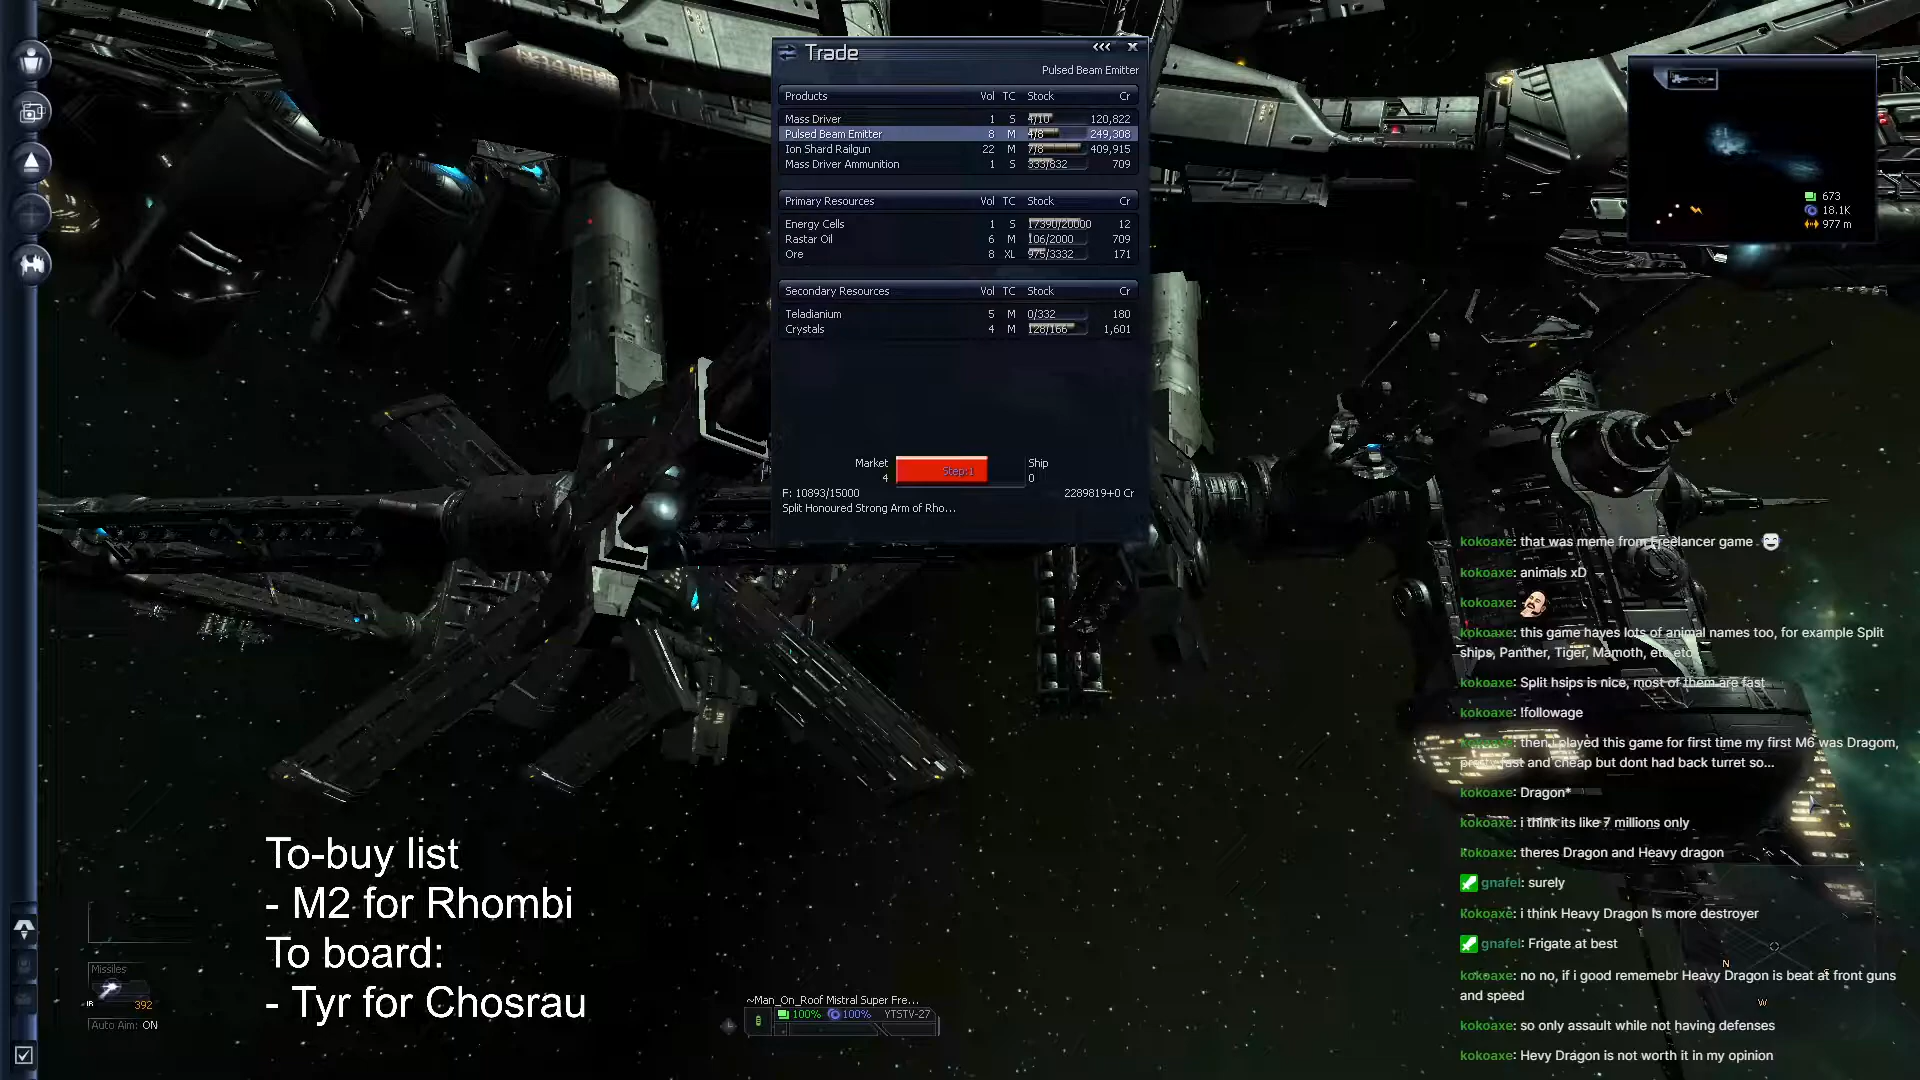 Trade
Pulsed Beam Emitter
Products Vol TC Stock Cr
Mass Driver 1 S 4/10 120,822
Pulsed Beam Emitter 8 M 4/8 249,308
Ion Shard Railgun 22 M 7/8 409,915
Mass Driver Ammunition 1 S 333/832 709
Primary Resources Vol TC Stock Cr
Energy Cells 1 S 17390/20000 12
Rastar Oil 6 M 106/2000 709
Ore 8 XL 975/3332 171
Secondary Resources Vol TC Stock Cr
Teladianium 5 M 0/332 180
Crystals 4 M 128/166 1,601
Market Step:1 Ship
4 0
F: 10893/15000 2289819+0 Cr
Split Honoured Strong Arm of Rho...
673
18.1K
977 m
kokoaxe: that was meme from Freelancer game
kokoaxe: animals xD
kokoaxe:
kokoaxe: this game haves lots of animal names too, for example Split
ships, Panther, Tiger, Mamoth, etc etc
kokoaxe: Split hsips is nice, most of them are fast
kokoaxe: !followage
kokoaxe: then I played this game for first time my first M6 was Dragom,
pretty fast and cheap but dont had back turret so...
kokoaxe: Dragon*
kokoaxe: i think its like 7 millions only
kokoaxe: theres Dragon and Heavy dragon
gnafel: surely
kokoaxe: i think Heavy Dragon is more destroyer
gnafel: Frigate at best
kokoaxe: no no, if i good rememebr Heavy Dragon is beat at front guns
and speed
kokoaxe: so only assault while not having defenses
kokoaxe: Hevy Dragon is not worth it in my opinion
N
W
To-buy list
- M2 for Rhombi
To board:
- Tyr for Chosrau
Missiles
IR 392
Auto Aim: ON
~Man_On_Roof Mistral Super Fre...
100% 100% YTSTV-27